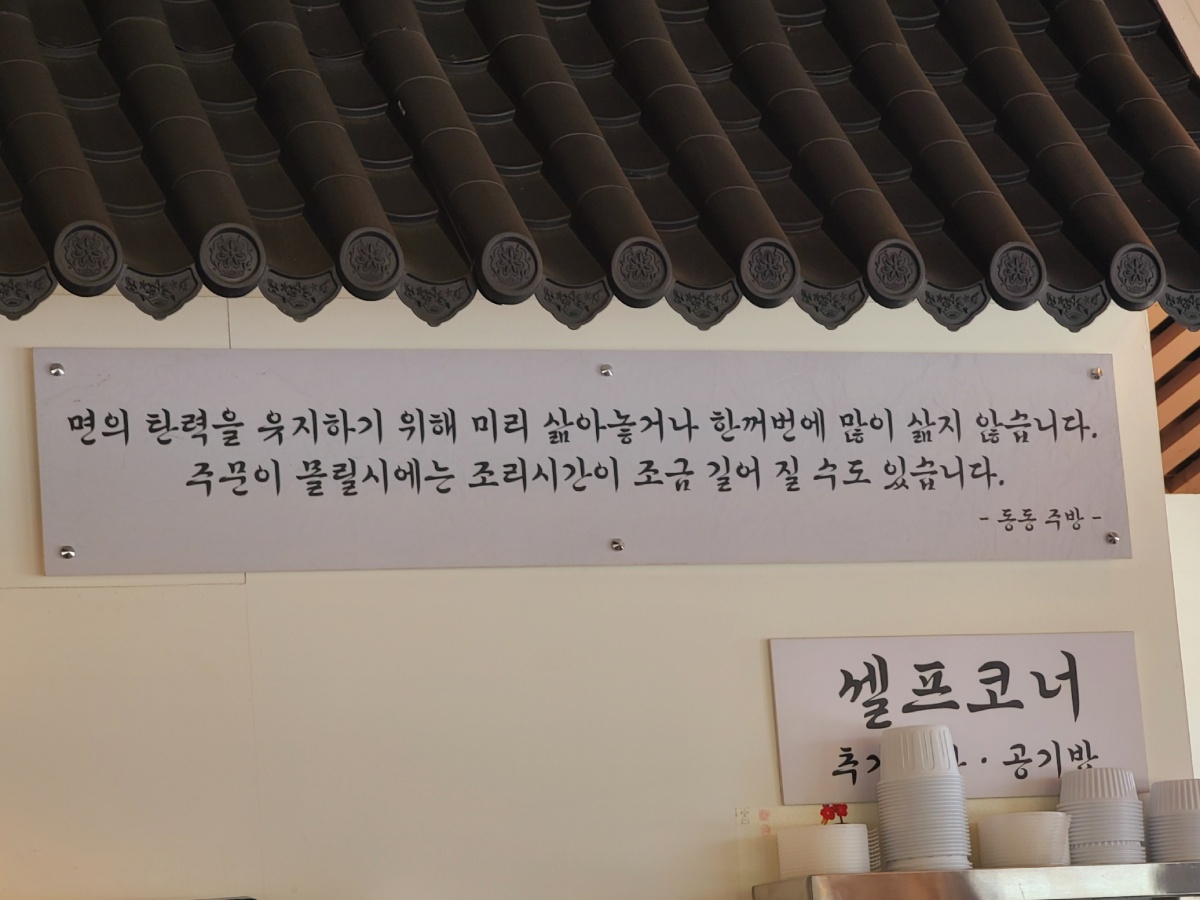 면의 탄력을 유지하기 위해 미리 삶아놓거나 한꺼번에 많이 삶지 않습니다.
주문이 몰릴시에는 조리시간이 조금 길어 질 수도 있습니다.
- 동동 주방 -
셀프코너
· 공기밥